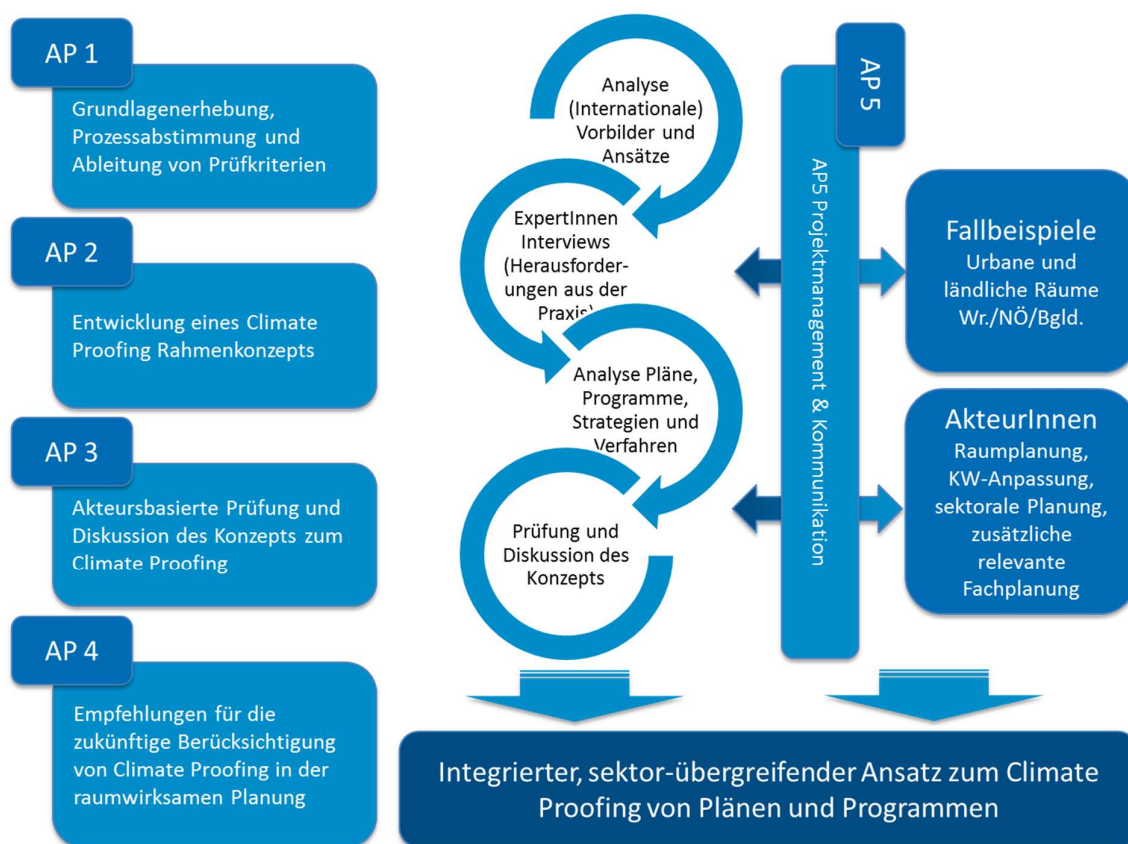 AP 1
Grundlagenerhebung,
Prozessabstimmung und
Ableitung von Prüfkriterien
AP 2
Entwicklung eines Climate
Proofing Rahmenkonzepts
AP 3
Akteursbasierte Prüfung und
Diskussion des Konzepts zum
Climate Proofing
AP 4
Empfehlungen für die
zukünftige Berücksichtigung
von Climate Proofing in der
raumwirksamen Planung
Analyse
(Internationale)
Vorbilder und
Ansätze
ExpertInnen
Interviews
(Herausforder-
ungen aus der
Praxis)
Analyse Pläne,
Programme,
Strategien und
Verfahren
Prüfung und
Diskussion des
Konzepts
AP 5
AP5 Projektmanagement & Kommunikation
Fallbeispiele
Urbane und
ländliche Räume
Wr./NÖ/Bgld.
AkteurInnen
Raumplanung,
KW-Anpassung,
sektorale Planung,
zusätzliche
relevante
Fachplanung
Integrierter, sektor-übergreifender Ansatz zum Climate
Proofing von Plänen und Programmen